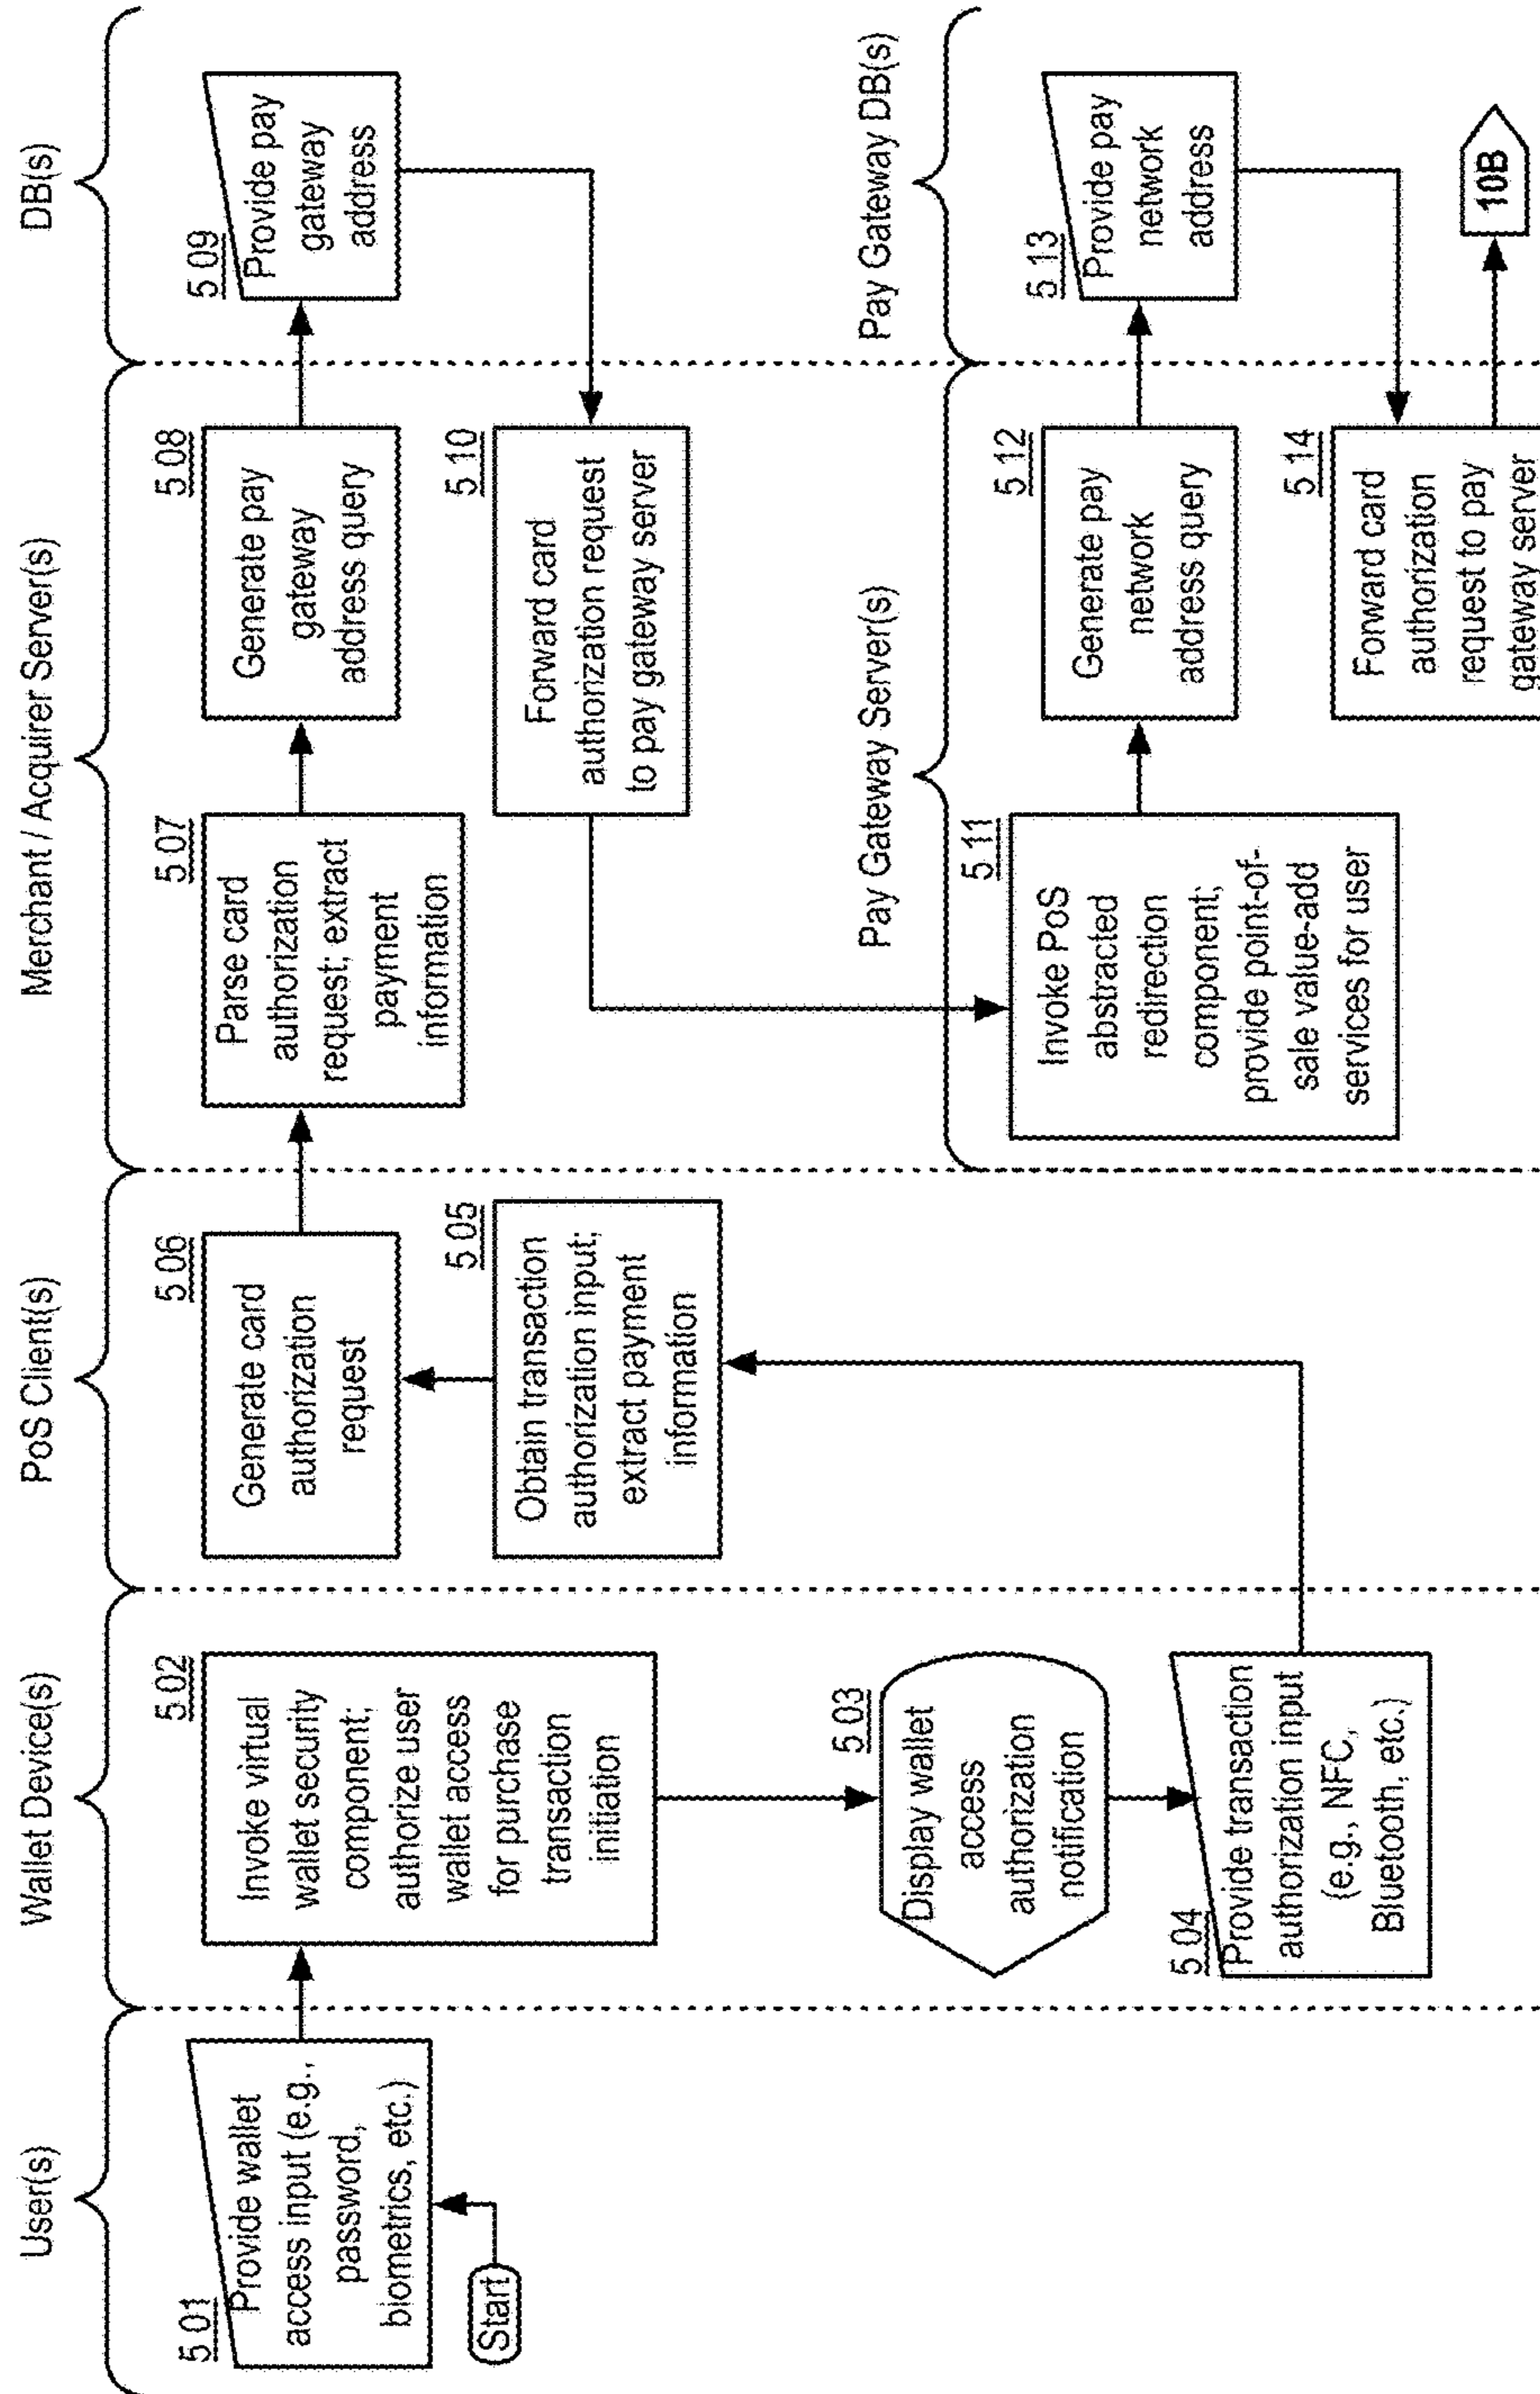 User(s)
Wallet Device(s)
PoS Client(s)
Merchant / Acquirer Server(s)
DB(s)
5 01
Provide wallet
access input (e.g.,
password,
biometrics, etc.)
Start
5 02
Invoke virtual
wallet security
component;
authorize user
wallet access
for purchase
transaction
initiation
5 03
Display wallet
access
authorization
notification
5 04
Provide transaction
authorization input
(e.g., NFC,
Bluetooth, etc.)
5 06
Generate card
authorization
request
5 05
Obtain transaction
authorization input;
extract payment
information
5 07
Parse card
authorization
request; extract
payment
information
5 08
Generate pay
gateway
address query
5 09
Provide pay
gateway
address
5 10
Forward card
authorization request
to pay gateway server
Pay Gateway Server(s)
Pay Gateway DB(s)
5 11
Invoke PoS
abstracted
redirection
component;
provide point-of-
sale value-add
services for user
5 12
Generate pay
network
address query
5 13
Provide pay
network
address
5 14
Forward card
authorization
request to pay
gateway server
10B